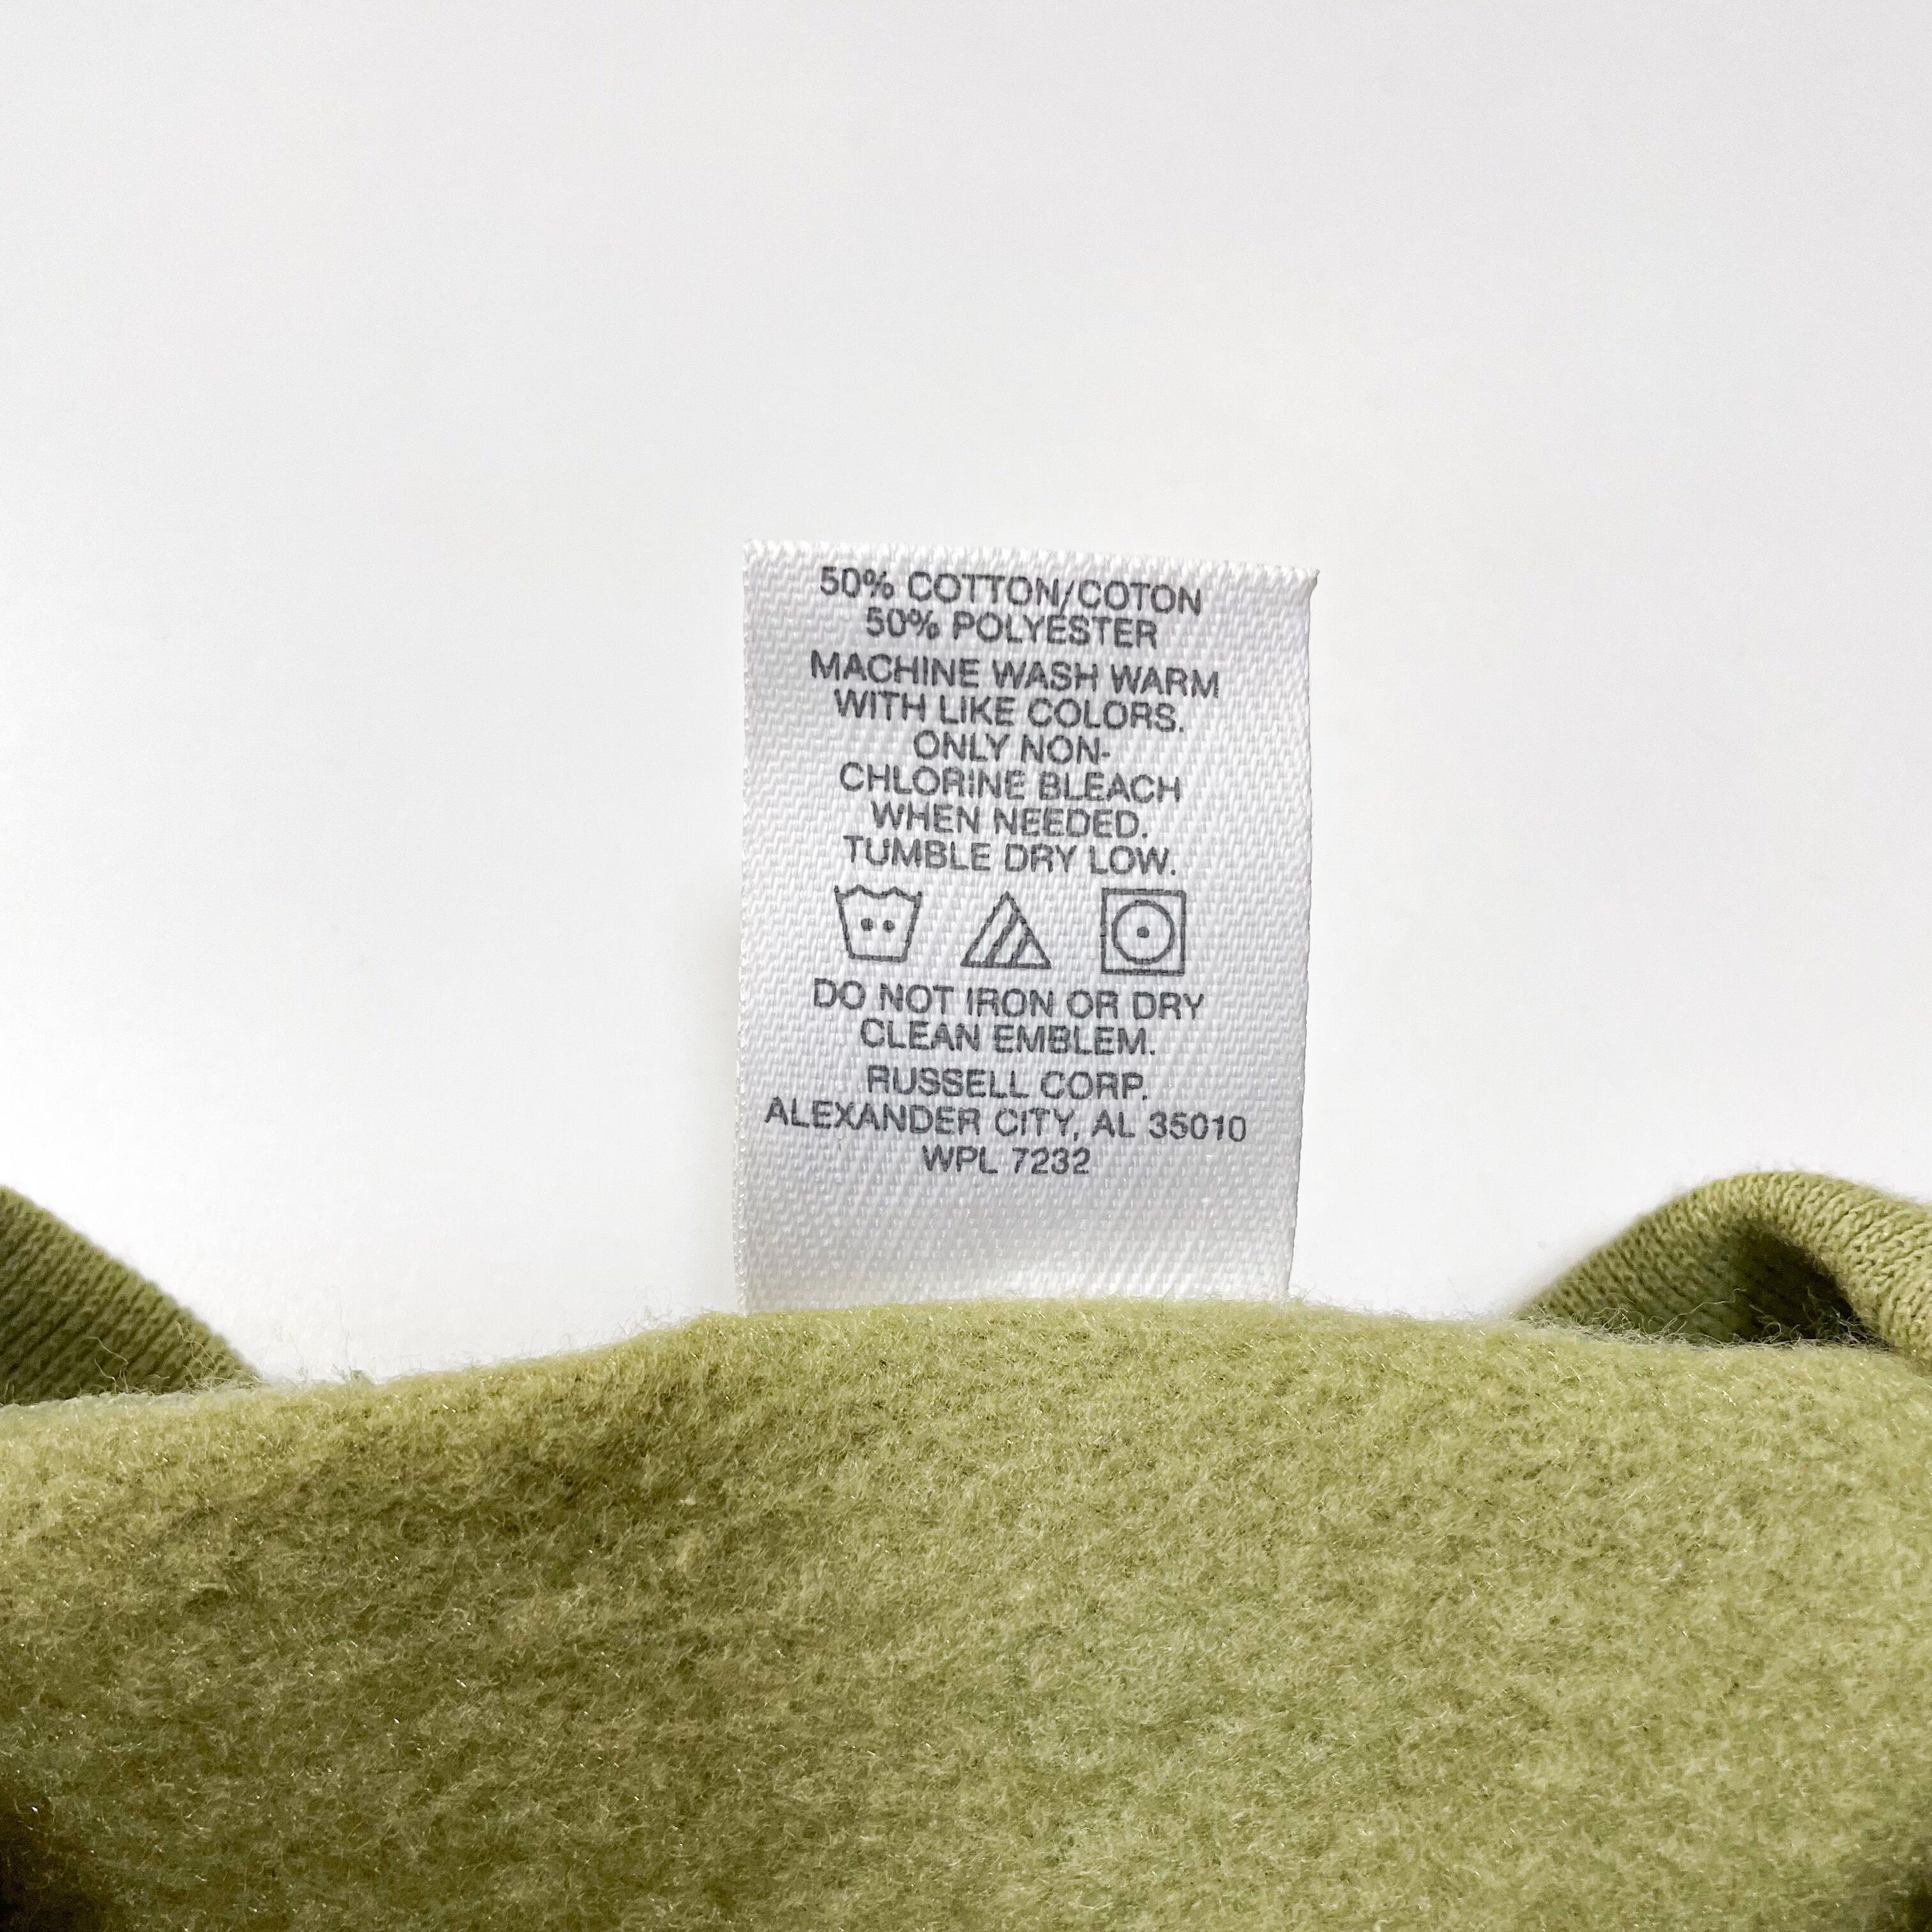 50% COTTON/COTON
50% POLYESTER
MACHINE WASH WARM
WITH LIKE COLORS.
ONLY NON-
CHLORINE BLEACH
WHEN NEEDED.
TUMBLE DRY LOW.
DO NOT IRON OR DRY
CLEAN EMBLEM.
RUSSELL CORP.
ALEXANDER CITY, AL 35010
WPL 7232